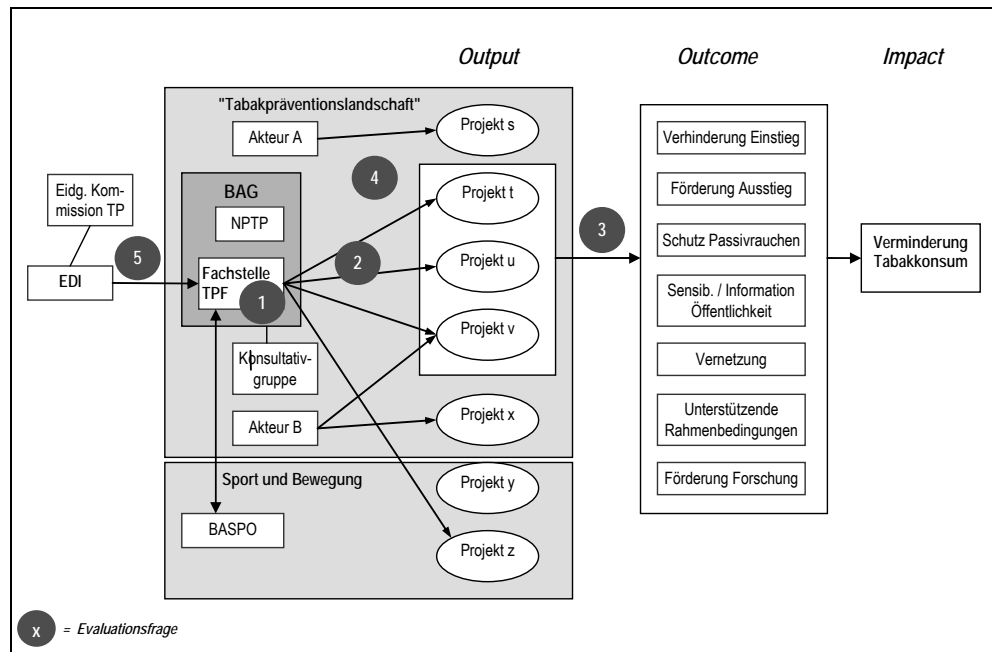 Output
Outcome
Impact
"Tabakpräventionslandschaft"
Akteur A
Projekt s
Verhinderung Einstieg
Eidg. Kom-
mission TP
BAG
4
Projekt t
Förderung Ausstieg
NPTP
5
3
Schutz Passivrauchen
Verminderung
Tabakkonsum
EDI
Fachstelle
TPF
1
2
Projekt u
Sensib. / Information
Öffentlichkeit
Projekt v
Konsultativ-
gruppe
Vernetzung
Akteur B
Projekt x
Unterstützende
Rahmenbedingungen
Sport und Bewegung
Projekt y
Förderung Forschung
BASPO
Projekt z
x = Evaluationsfrage